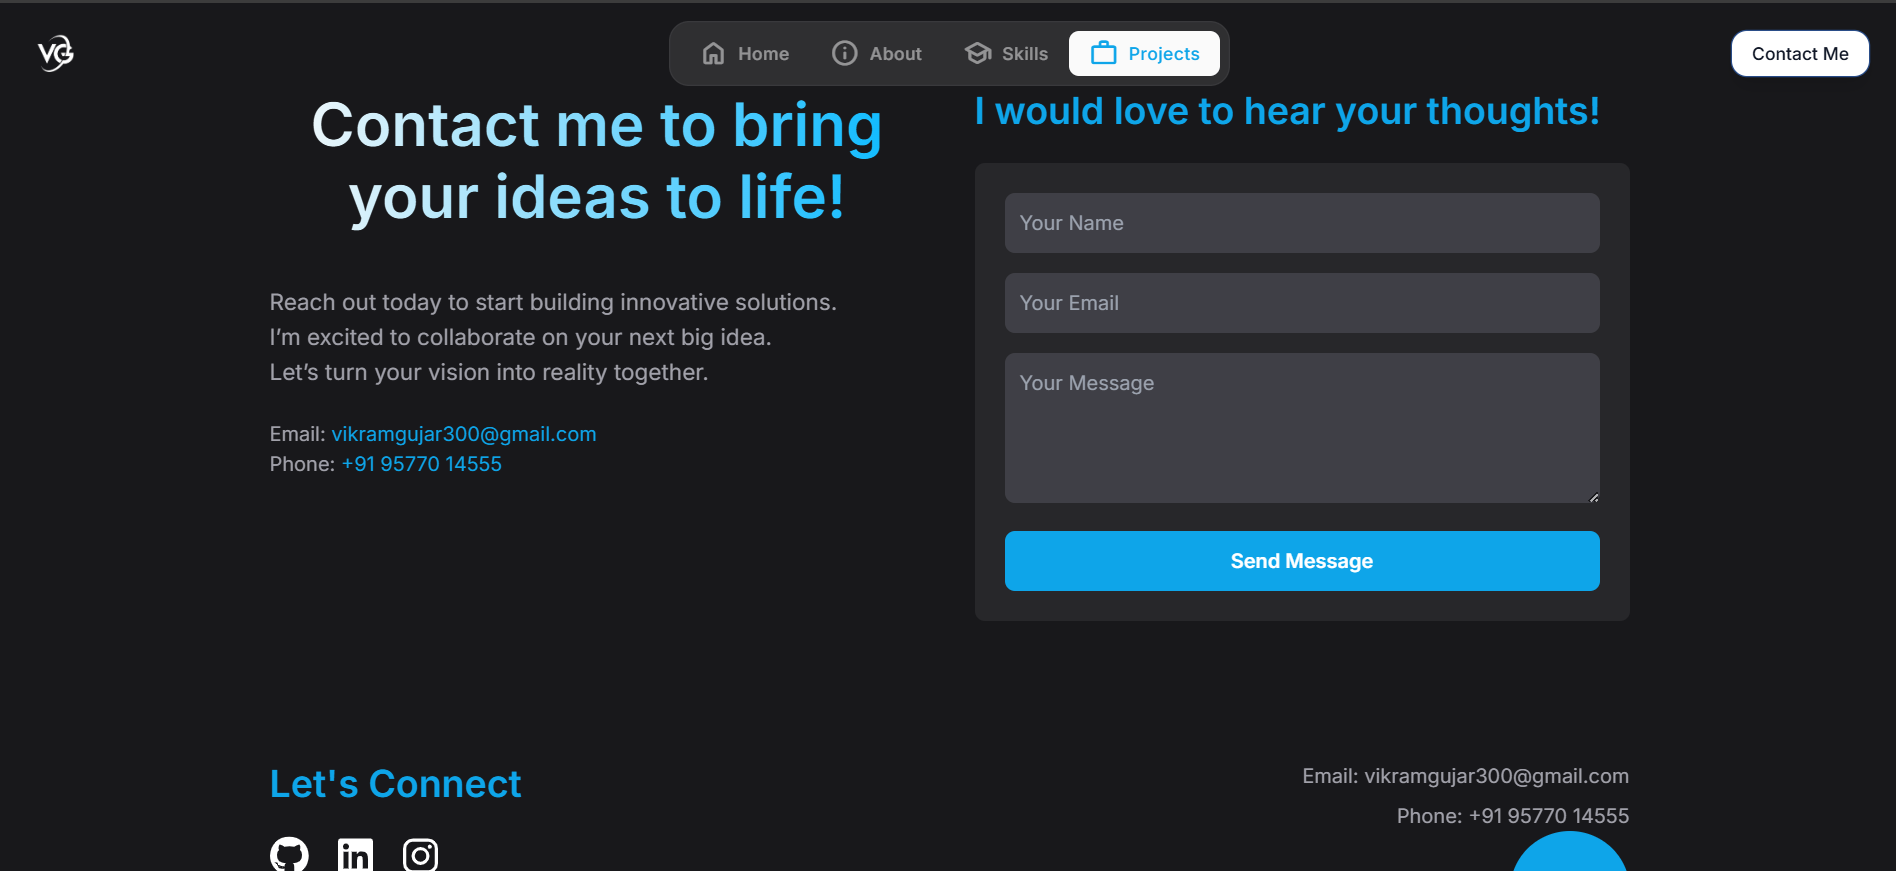 VG
Home
About
Skills
Projects
Contact Me
Contact me to bring
your ideas to life!
Reach out today to start building innovative solutions.
I’m excited to collaborate on your next big idea.
Let’s turn your vision into reality together.
Email: vikramgujar300@gmail.com
Phone: +91 95770 14555
I would love to hear your thoughts!
Your Name
Your Email
Your Message
Send Message
Let's Connect
in
Email: vikramgujar300@gmail.com
Phone: +91 95770 14555